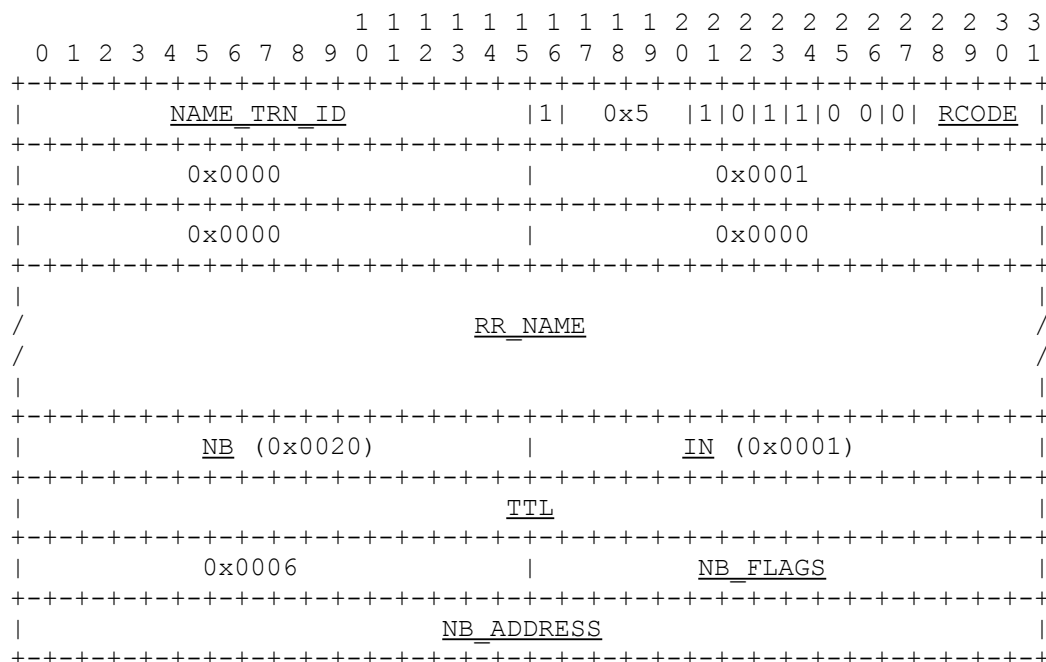 1 1 1 1 1 1 1 1 1 1 2 2 2 2 2 2 2 2 2 2 3 3
0 1 2 3 4 5 6 7 8 9 0 1 2 3 4 5 6 7 8 9 0 1 2 3 4 5 6 7 8 9 0 1
+-+-+-+-+-+-+-+-+-+-+-+-+-+-+-+-+-+-+-+-+-+-+-+-+-+-+-+-+-+-+-+-+
| NAME_TRN_ID |1| 0x5 |1|0|1|1|0 0|0| RCODE |
+-+-+-+-+-+-+-+-+-+-+-+-+-+-+-+-+-+-+-+-+-+-+-+-+-+-+-+-+-+-+-+-+
| 0x0000 | 0x0001 |
+-+-+-+-+-+-+-+-+-+-+-+-+-+-+-+-+-+-+-+-+-+-+-+-+-+-+-+-+-+-+-+-+
| 0x0000 | 0x0000 |
+-+-+-+-+-+-+-+-+-+-+-+-+-+-+-+-+-+-+-+-+-+-+-+-+-+-+-+-+-+-+-+-+
| |
/ RR_NAME /
/ /
| |
+-+-+-+-+-+-+-+-+-+-+-+-+-+-+-+-+-+-+-+-+-+-+-+-+-+-+-+-+-+-+-+-+
| NB (0x0020) | IN (0x0001) |
+-+-+-+-+-+-+-+-+-+-+-+-+-+-+-+-+-+-+-+-+-+-+-+-+-+-+-+-+-+-+-+-+
| TTL |
+-+-+-+-+-+-+-+-+-+-+-+-+-+-+-+-+-+-+-+-+-+-+-+-+-+-+-+-+-+-+-+-+
| 0x0006 | NB_FLAGS |
+-+-+-+-+-+-+-+-+-+-+-+-+-+-+-+-+-+-+-+-+-+-+-+-+-+-+-+-+-+-+-+-+
| NB_ADDRESS |
+-+-+-+-+-+-+-+-+-+-+-+-+-+-+-+-+-+-+-+-+-+-+-+-+-+-+-+-+-+-+-+-+